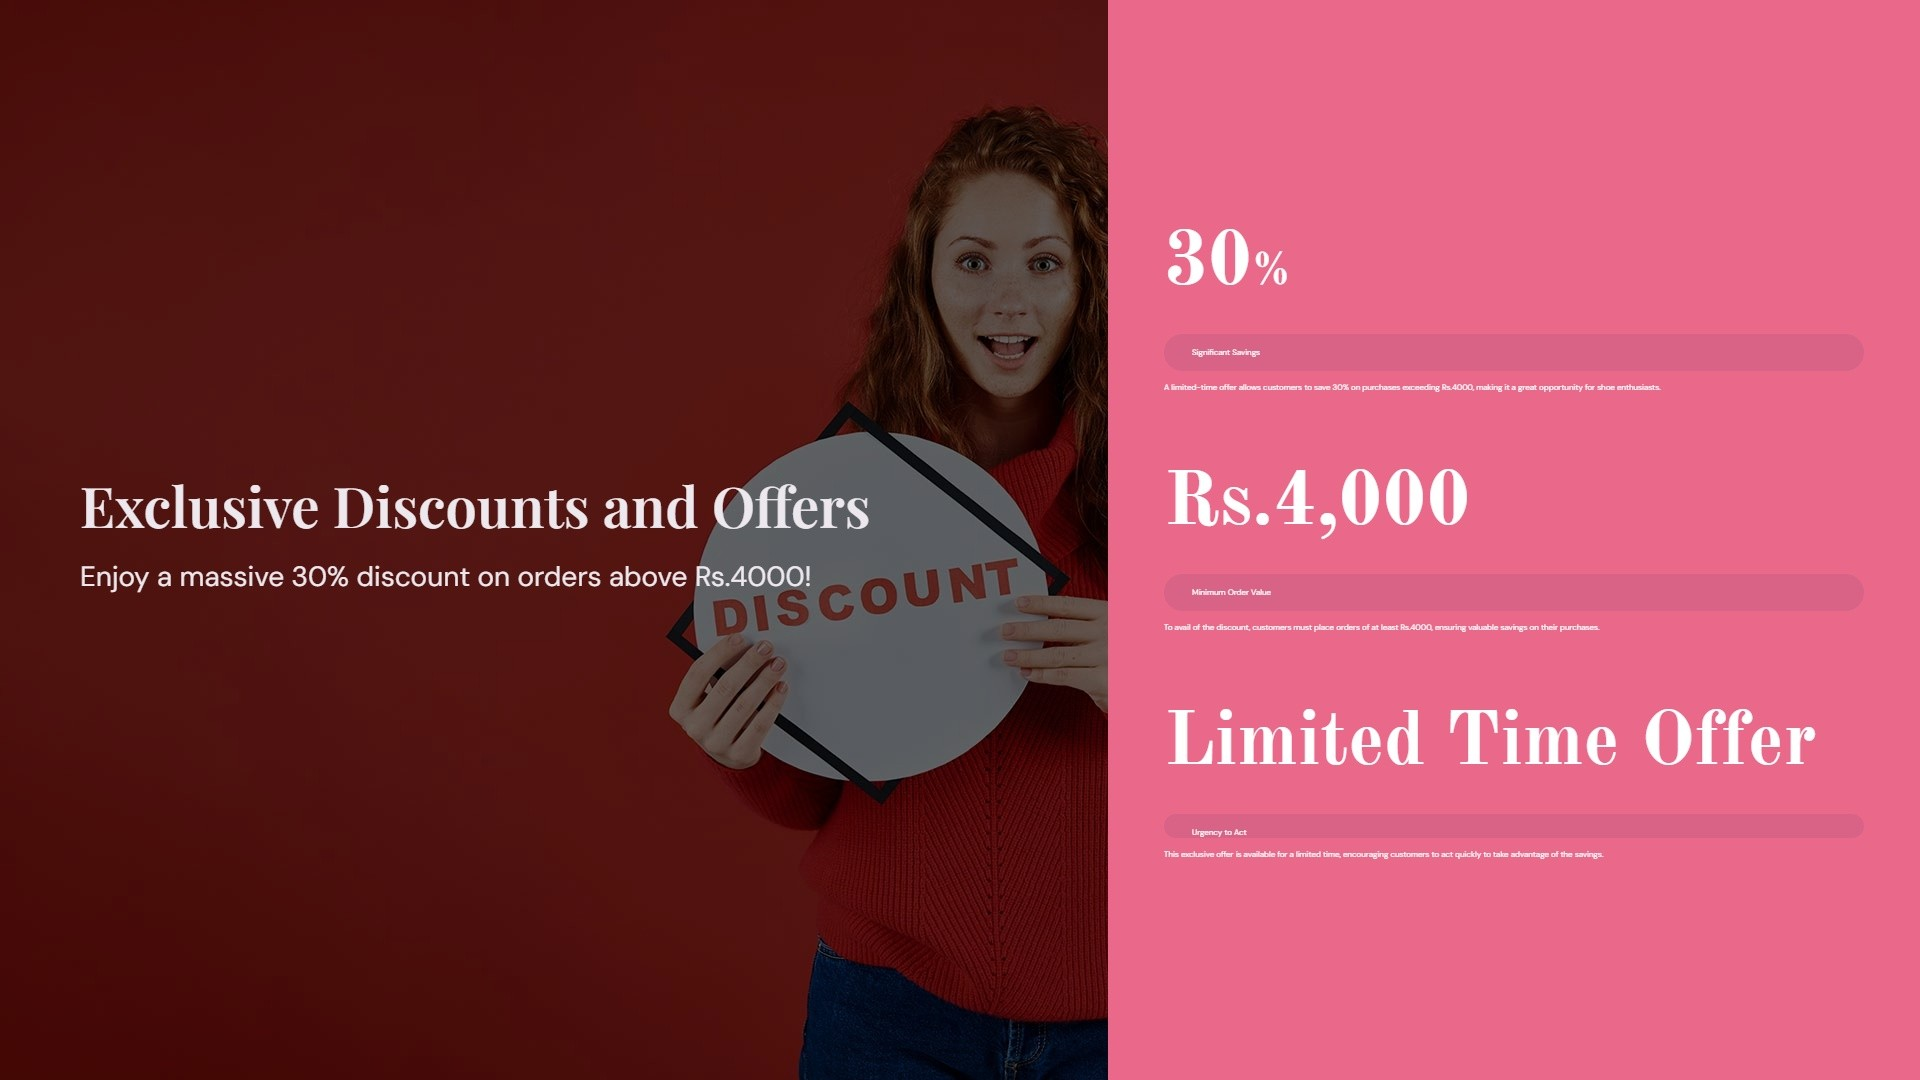 Exclusive Discounts and Offers
Enjoy a massive 30% discount on orders above Rs.4000!
DISCOUNT
30%
Significant Savings
A limited-time offer allows customers to save 30% on purchases exceeding Rs.4000, making it a great opportunity for shoe enthusiasts.
Rs.4,000
Minimum Order Value
To avail of the discount, customers must place orders of at least Rs.4000, ensuring valuable savings on their purchases.
Limited Time Offer
Urgency to Act
This exclusive offer is available for a limited time, encouraging customers to act quickly to take advantage of the savings.